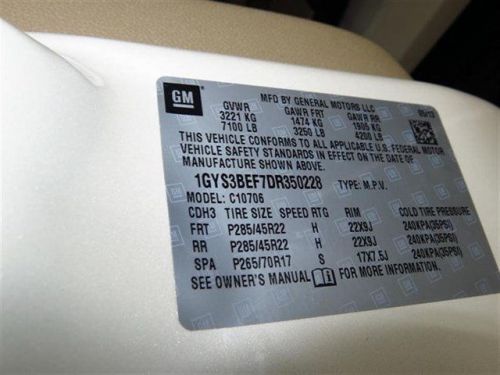 GM
MFD BY GENERAL MOTORS LLC 05/13
GVWR GAWR FRT GAWR RR
3221 KG 1474 KG 1905 KG
7100 LB 3250 LB 4200 LB
THIS VEHICLE CONFORMS TO ALL APPLICABLE U.S. FEDERAL MOTOR
VEHICLE SAFETY STANDARDS IN EFFECT ON THE DATE OF
MANUFACTURE SHOWN ABOVE.
1GYS3BEF7DR350228 TYPE: M.P.V.
MODEL: C10706
CDH3 TIRE SIZE SPEED RTG RIM COLD TIRE PRESSURE
FRT P285/45R22 H 22X9J 240KPA(35PSI)
RR P285/45R22 H 22X9J 240KPA(35PSI)
SPA P265/70R17 S 17X7.5J 240KPA(35PSI)
SEE OWNER'S MANUAL FOR MORE INFORMATION